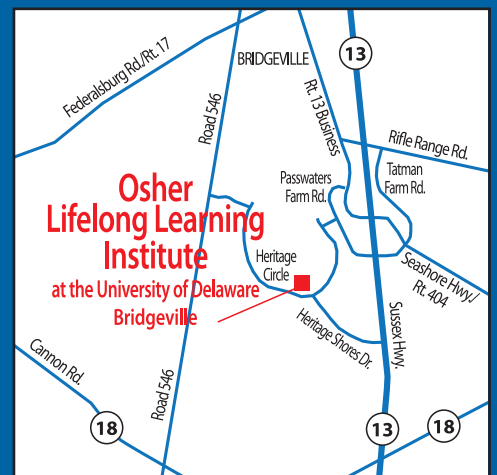 Federalsburg Rd./Rt. 17
Road 546
BRIDGEVILLE
13
Rt. 13 Business
Rifle Range Rd.
Tatman
Farm Rd.
Passwaters
Farm Rd.
Osher
Lifelong Learning
Institute
at the University of Delaware
Bridgeville
Heritage
Circle
Seashore Hwy./
Rt. 404
Heritage Shores Dr.
Sussex Hwy.
Cannon Rd.
Road 546
18
13
18